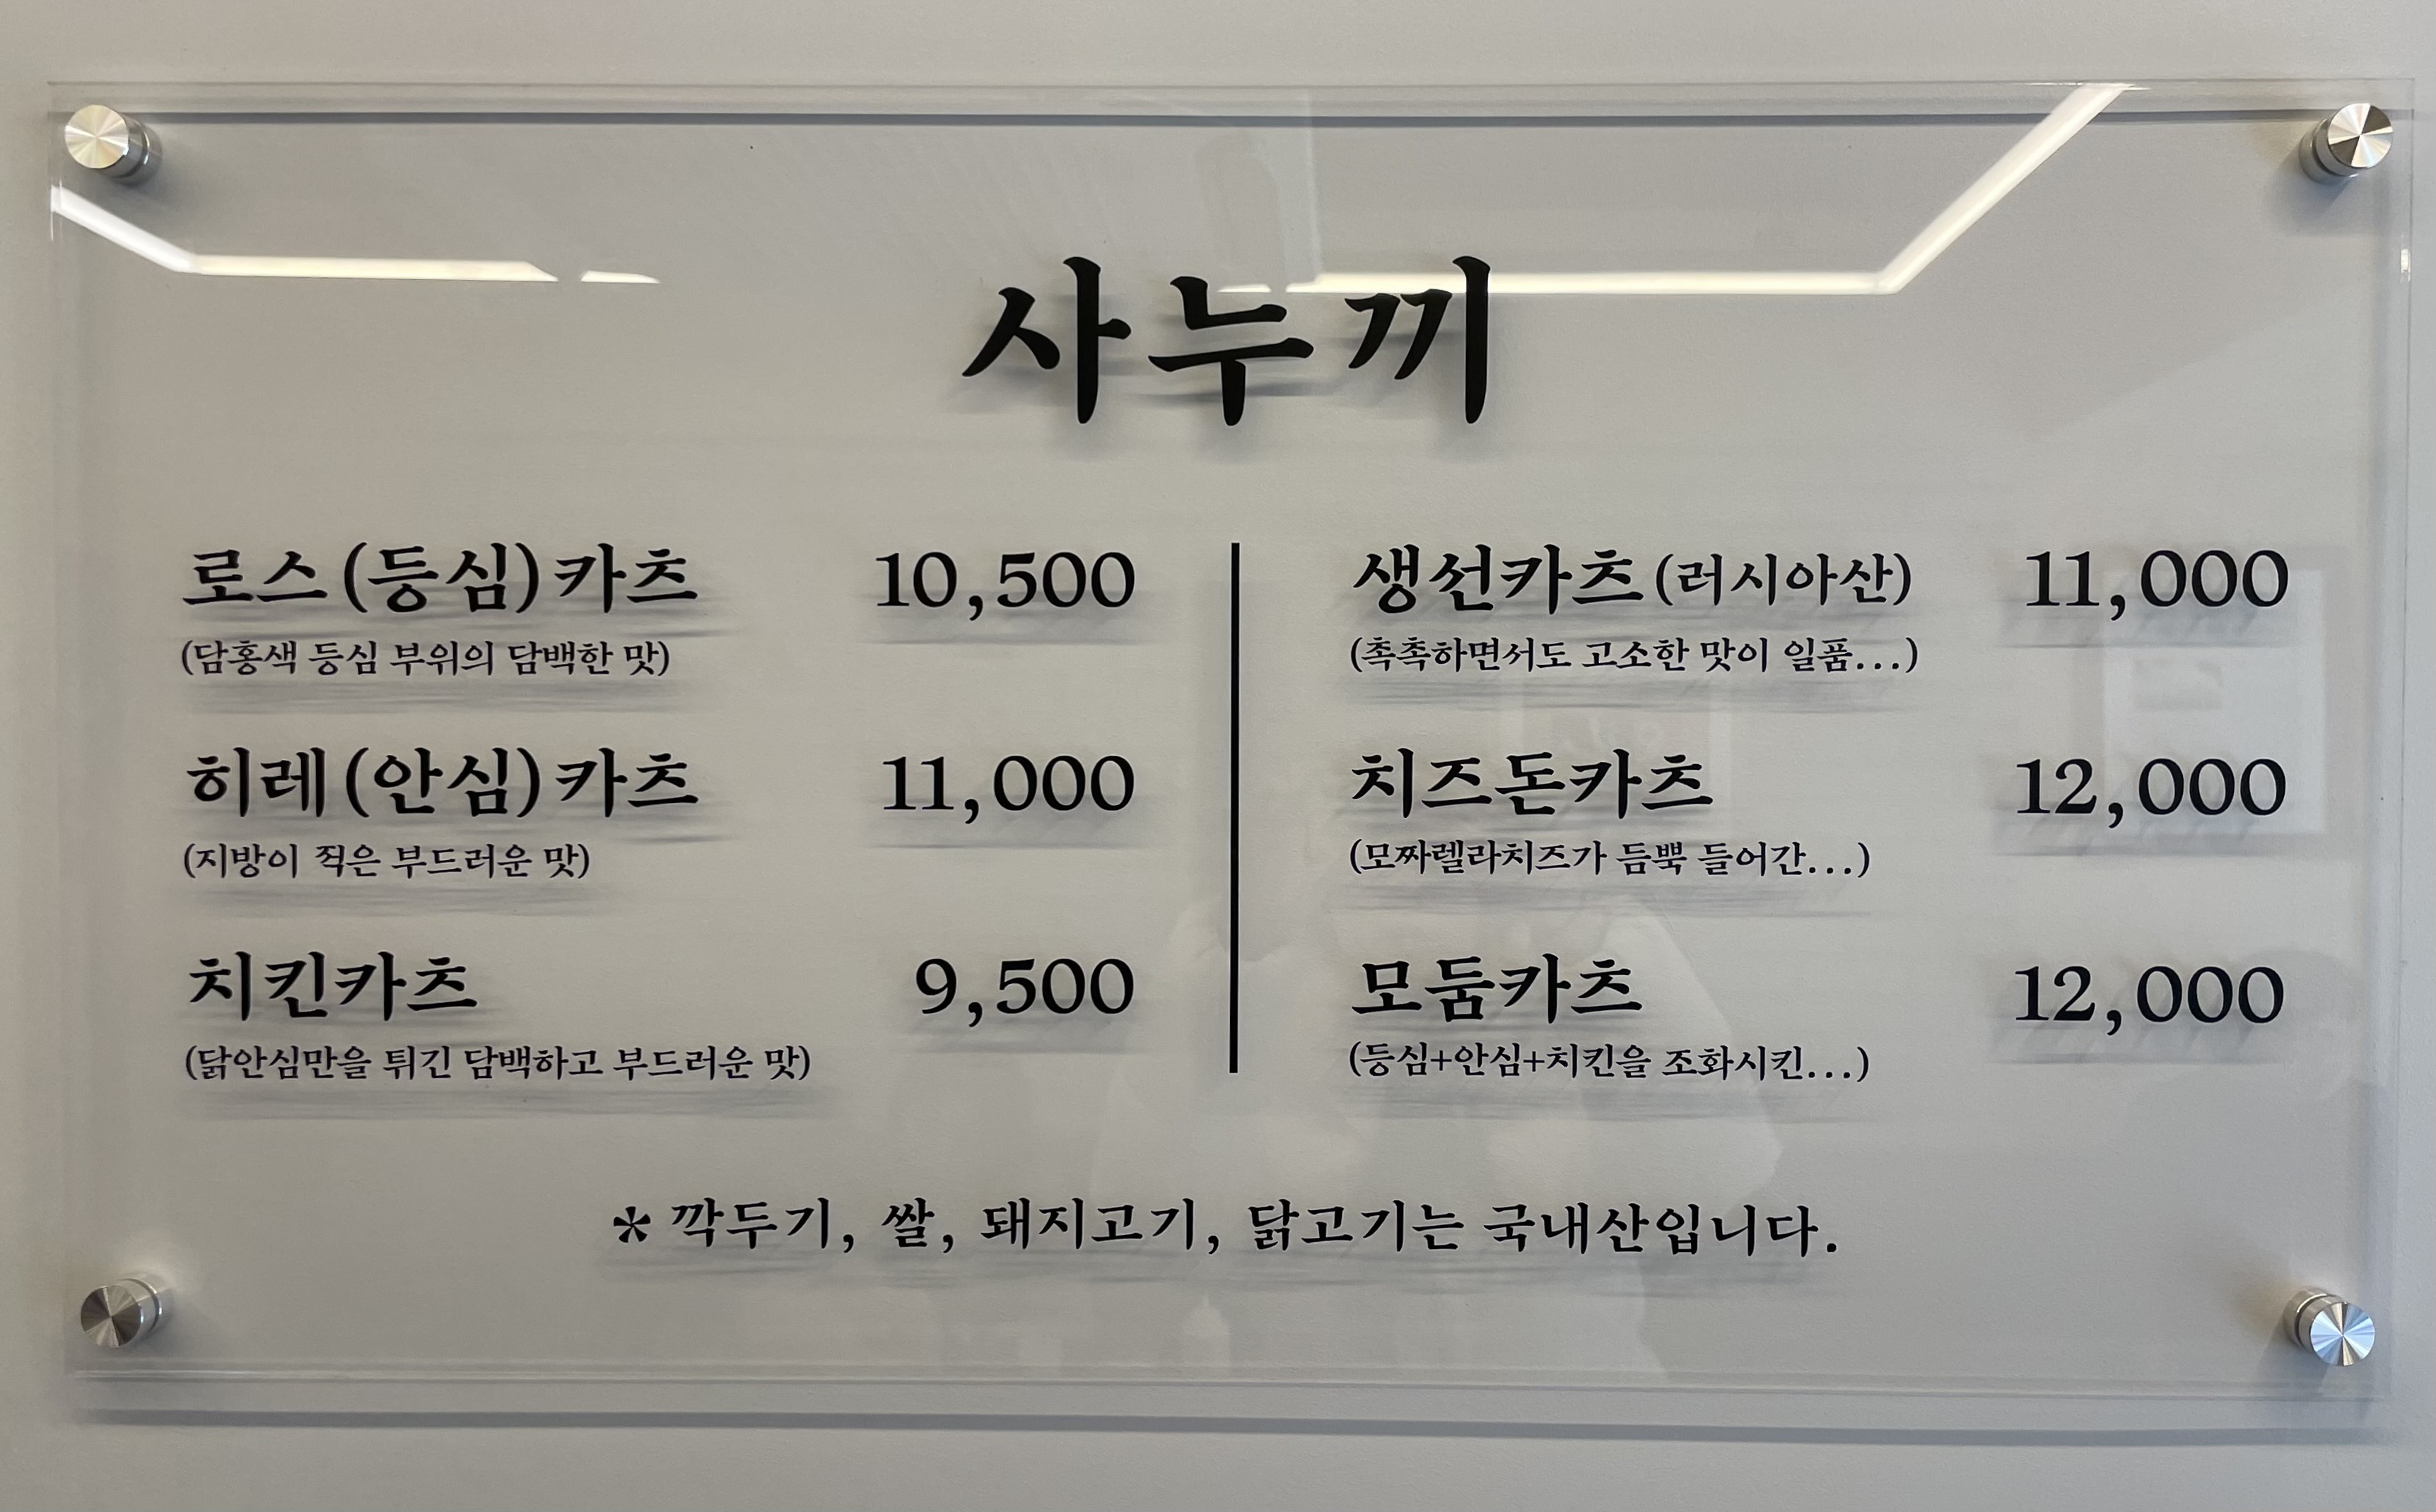 사누끼
로스(등심)카츠 10,500
(담홍색 등심 부위의 담백한 맛)
히레(안심)카츠 11,000
(지방이 적은 부드러운 맛)
치킨카츠 9,500
(닭안심만을 튀긴 담백하고 부드러운 맛)
생선카츠(러시아산) 11,000
(촉촉하면서도 고소한 맛이 일품...)
치즈돈카츠 12,000
(모짜렐라치즈가 듬뿍 들어간...)
모둠카츠 12,000
(등심+안심+치킨을 조화시킨...)
*깍두기, 쌀, 돼지고기, 닭고기는 국내산입니다.